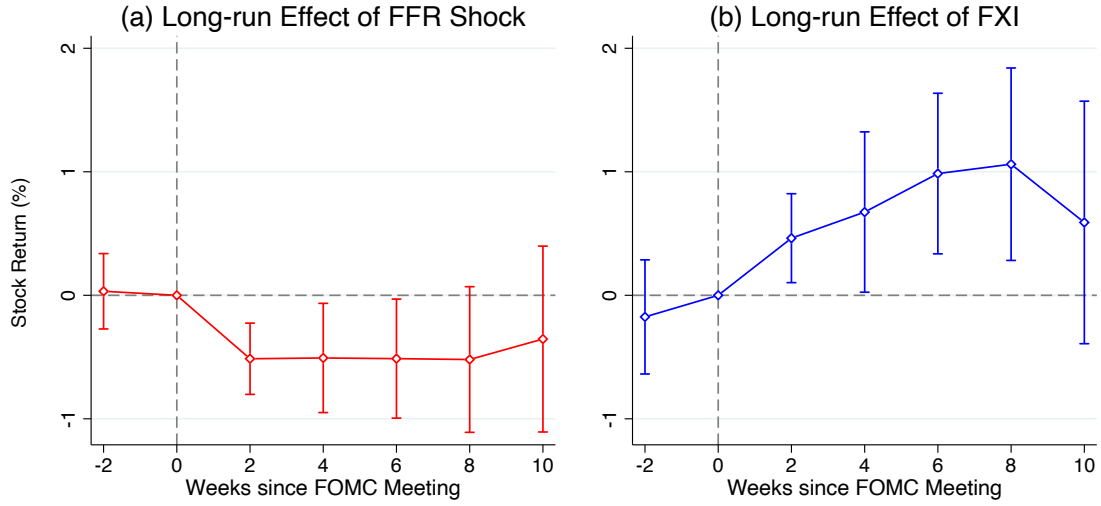 (a) Long-run Effect of FFR Shock
Stock Return (%)
2
1
0
-1
-2 0 2 4 6 8 10
Weeks since FOMC Meeting
(b) Long-run Effect of FXI
2
1
0
-1
-2 0 2 4 6 8 10
Weeks since FOMC Meeting